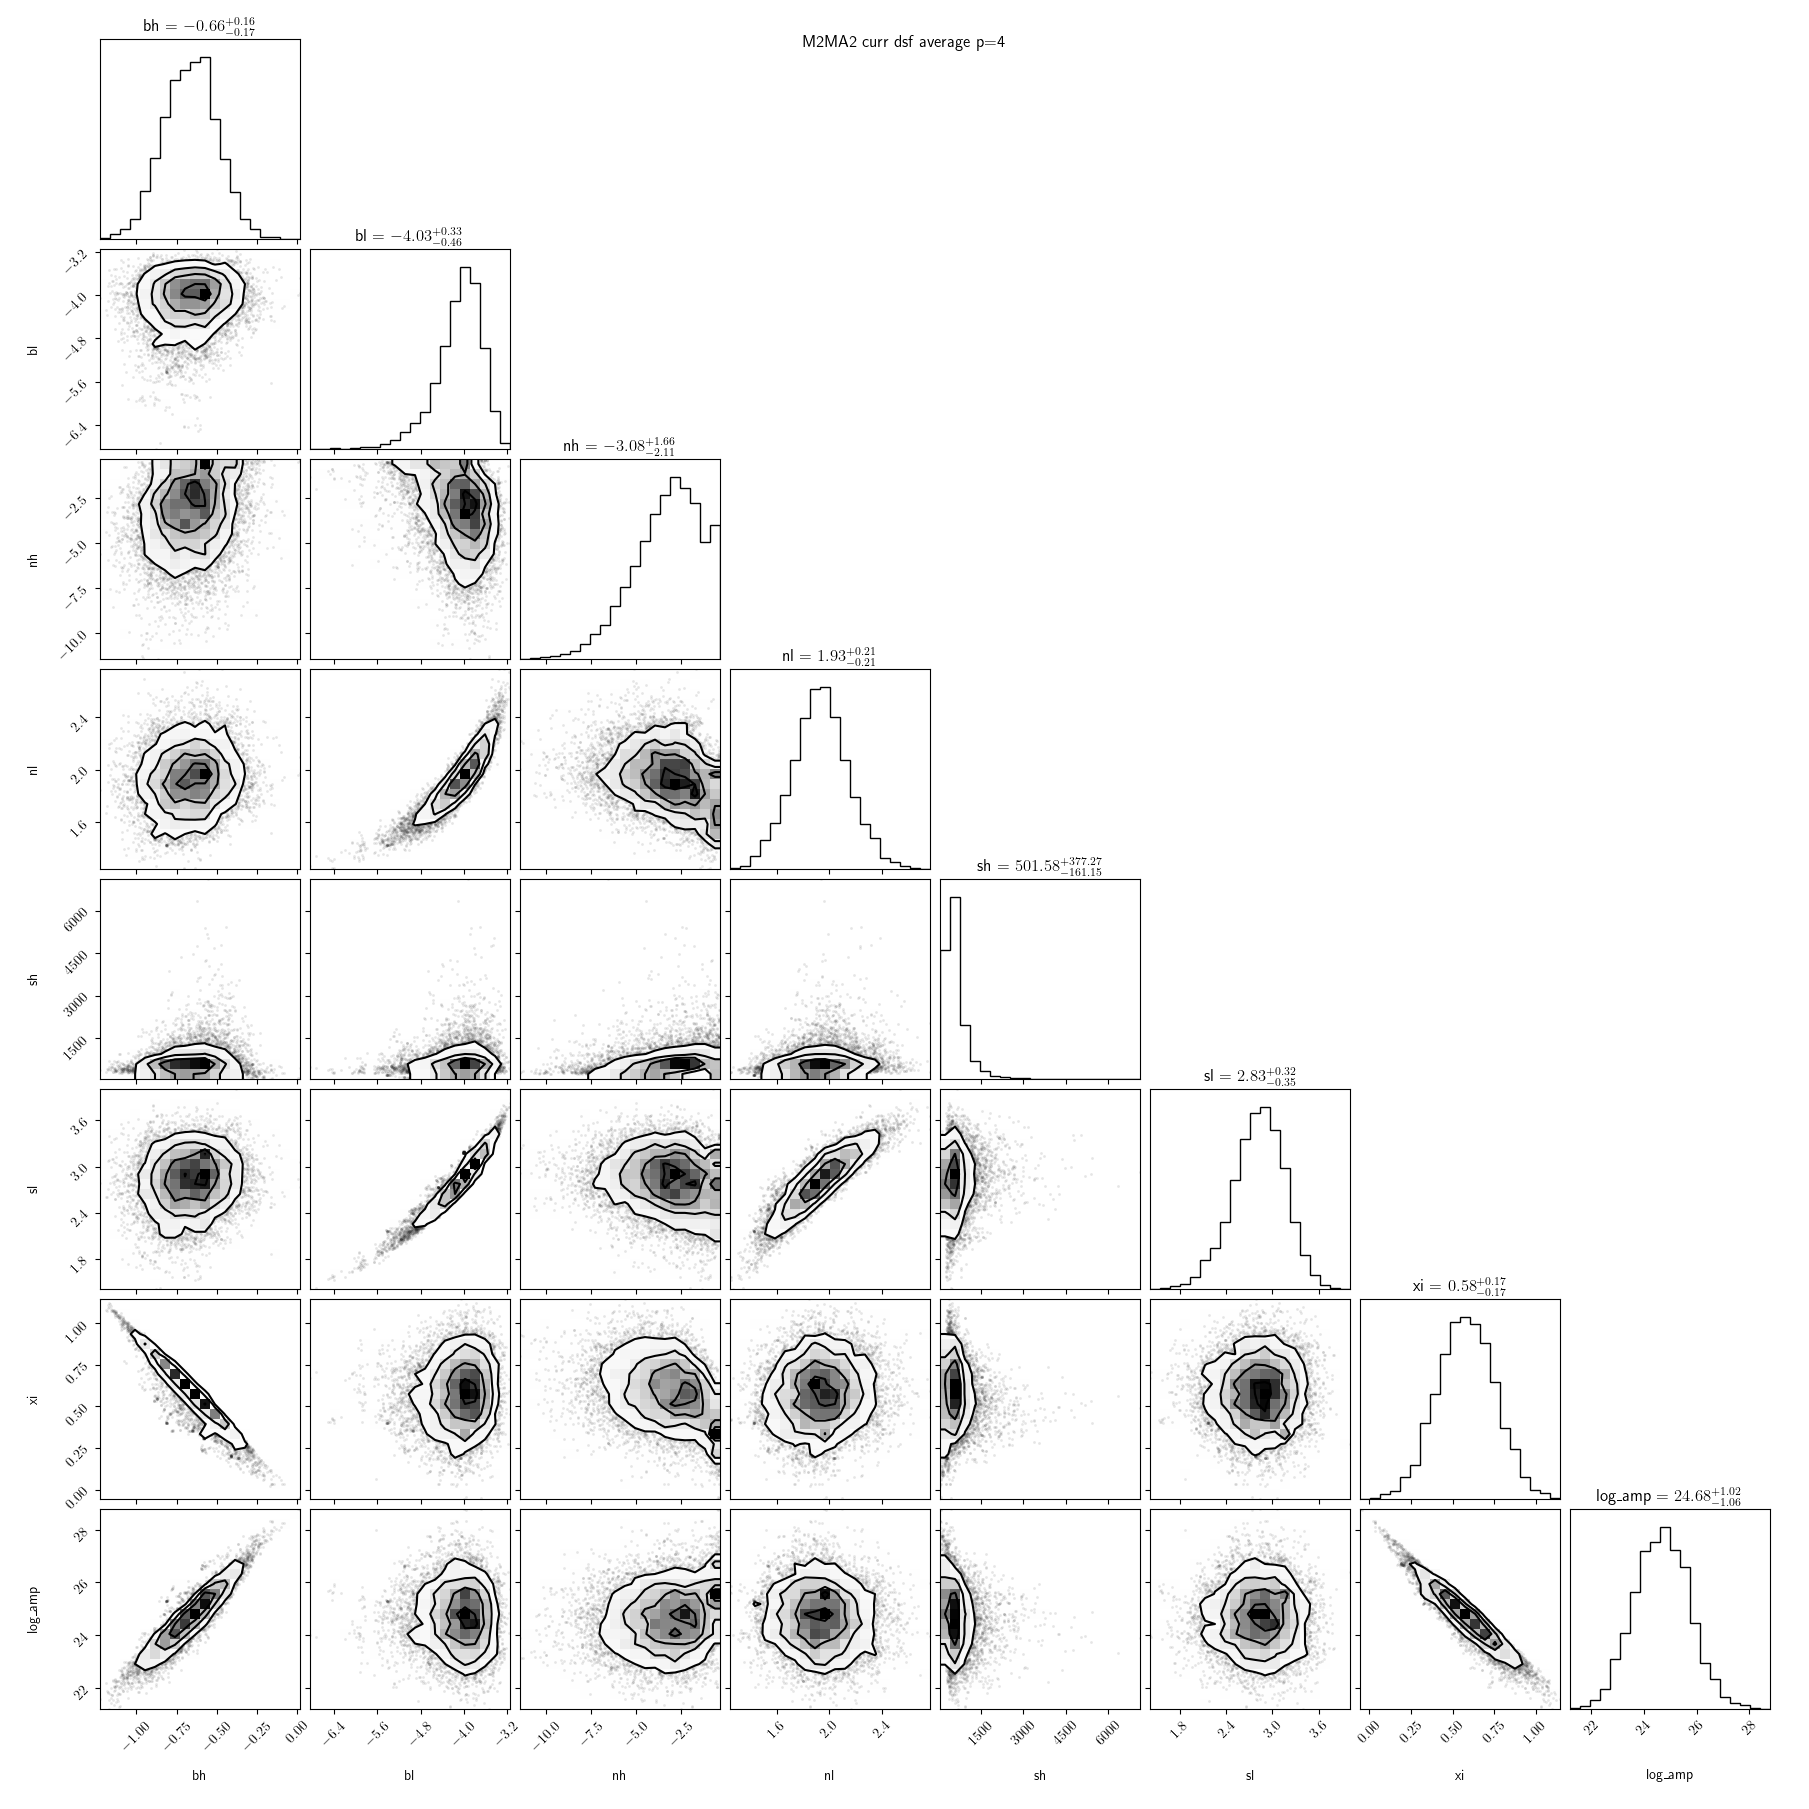 M2MA2 curr dsf average p=4
bh = −0.66+0.16−0.17
bl = −4.03+0.33−0.46
−3.2
−4.0
−4.8
−5.6
−6.4
bl
nh = −3.08+1.66−2.11
−2.5
−5.0
−7.5
−10.0
nh
nl = 1.93+0.21−0.21
2.4
2.0
1.6
nl
sh = 501.58+377.27−161.15
6000
4500
3000
1500
sh
sl = 2.83+0.32−0.35
3.6
3.0
2.4
1.8
sl
xi = 0.58+0.17−0.17
1.00
0.75
0.50
0.25
0.00
xi
log_amp = 24.68+1.02−1.06
28
26
24
22
log_amp
−1.00 −0.75 −0.50 −0.25 0.00 −6.4 −5.6 −4.8 −4.0 −3.2 −10.0 −7.5 −5.0 −2.5 1.6 2.0 2.4 1500 3000 4500 6000 1.8 2.4 3.0 3.6 0.00 0.25 0.50 0.75 1.00 22 24 26 28
bh bl nh nl sh sl xi log_amp